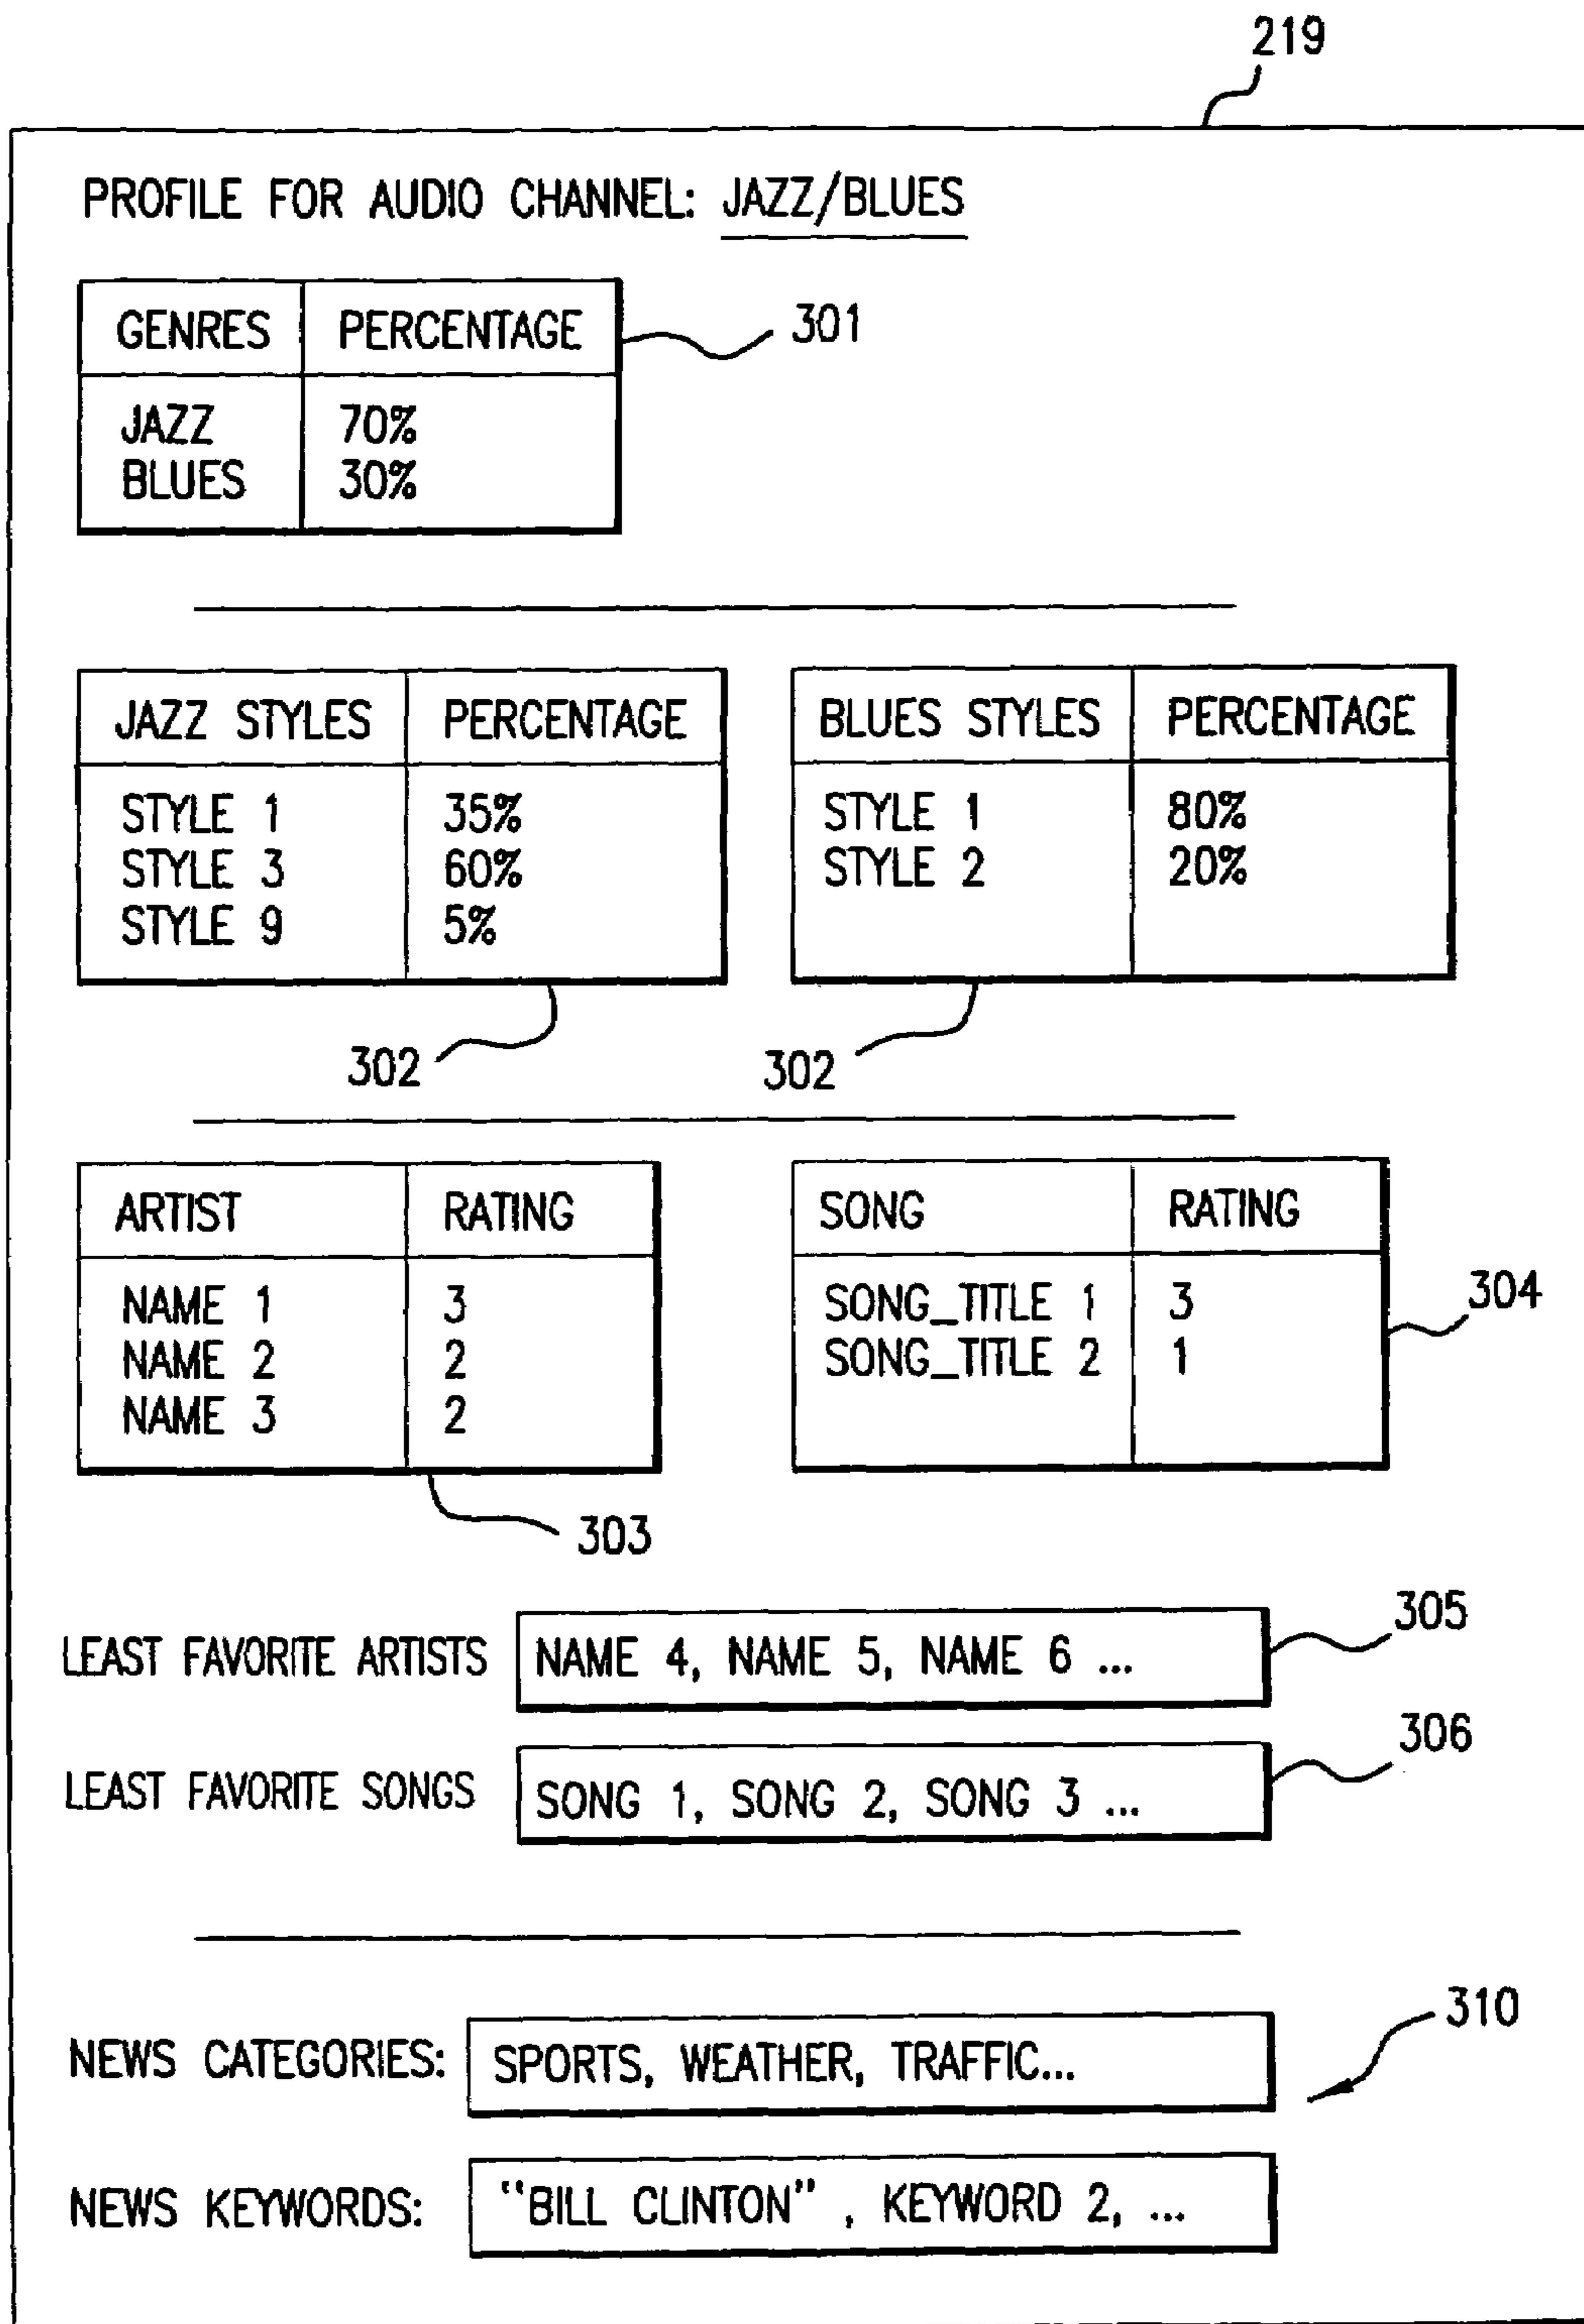 219
PROFILE FOR AUDIO CHANNEL: JAZZ/BLUES
GENRES PERCENTAGE
301
JAZZ 70%
BLUES 30%
JAZZ STYLES PERCENTAGE
STYLE 1 35%
STYLE 3 60%
STYLE 9 5%
302
BLUES STYLES PERCENTAGE
STYLE 1 80%
STYLE 2 20%
302
ARTIST RATING
NAME 1 3
NAME 2 2
NAME 3 2
303
SONG RATING
SONG_TITLE 1 3
SONG_TITLE 2 1
304
LEAST FAVORITE ARTISTS NAME 4, NAME 5, NAME 6 ...
305
LEAST FAVORITE SONGS SONG 1, SONG 2, SONG 3 ...
306
NEWS CATEGORIES: SPORTS, WEATHER, TRAFFIC...
310
NEWS KEYWORDS: "BILL CLINTON" , KEYWORD 2, ...